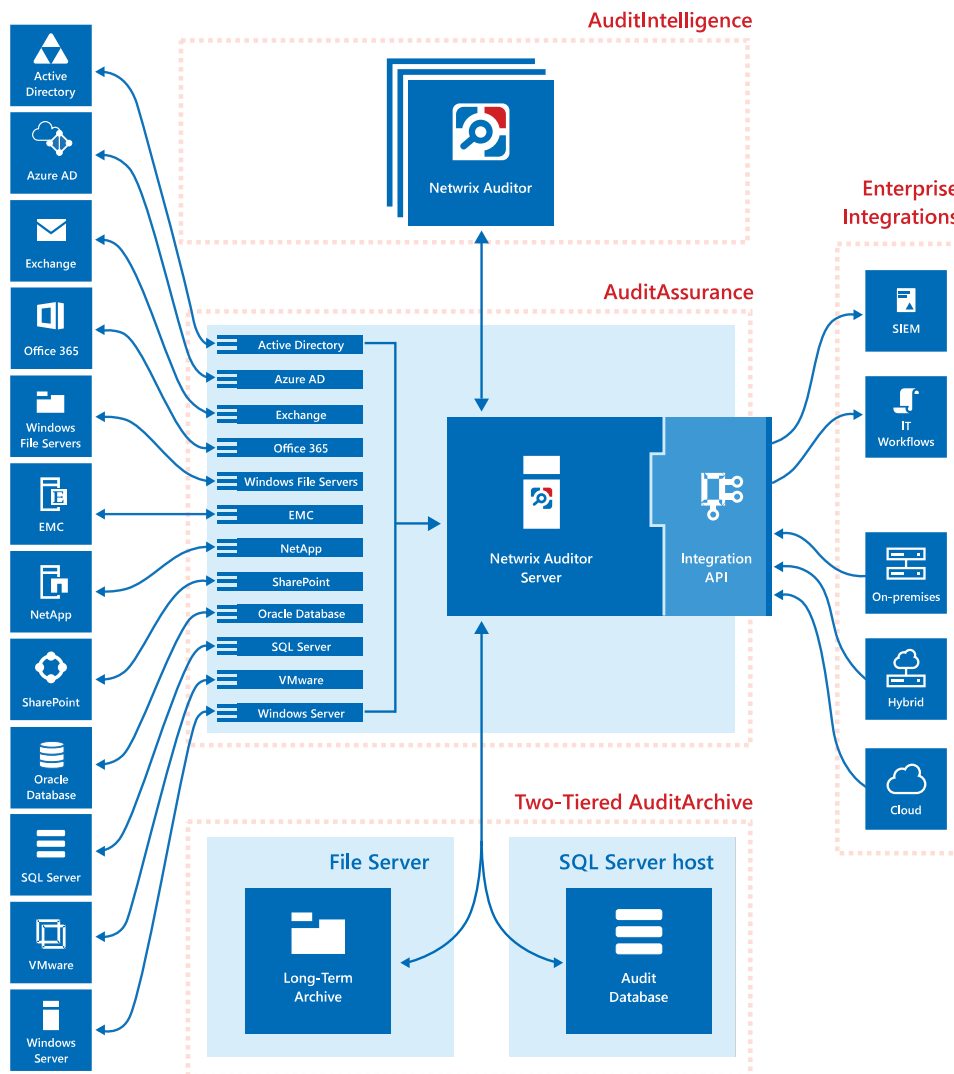 AuditIntelligence
Netwrix Auditor
Active
Directory
Azure AD
Exchange
Office 365
Windows
File Servers
EMC
NetApp
SharePoint
Oracle
Database
SQL Server
VMware
Windows
Server
AuditAssurance
Active Directory
Azure AD
Exchange
Office 365
Windows File Servers
EMC
NetApp
SharePoint
Oracle Database
SQL Server
VMware
Windows Server
Netwrix Auditor
Server
Integration
API
Enterprise
Integrations
SIEM
IT
Workflows
On-premises
Hybrid
Cloud
Two-Tiered AuditArchive
File Server
Long-Term
Archive
SQL Server host
Audit
Database